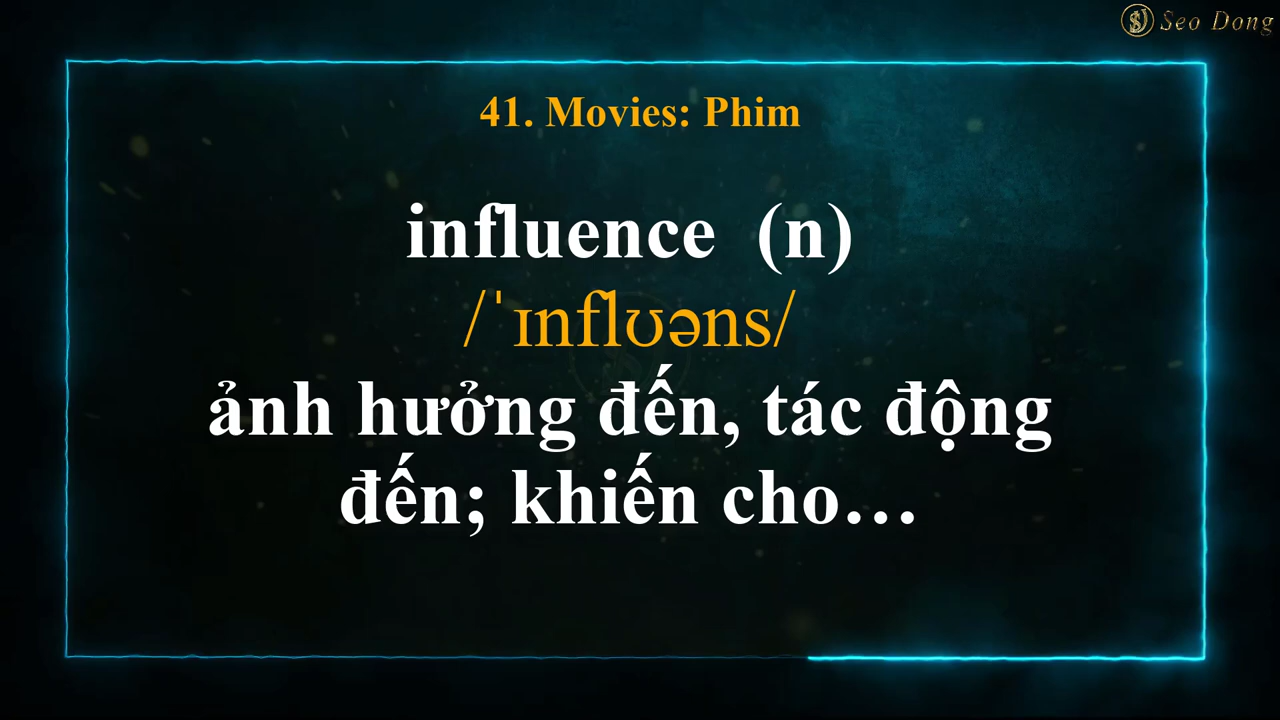 Seo Dong
41. Movies: Phim
influence (n)
/ˈɪnflʊəns/
ảnh hưởng đến, tác động
đến; khiến cho…